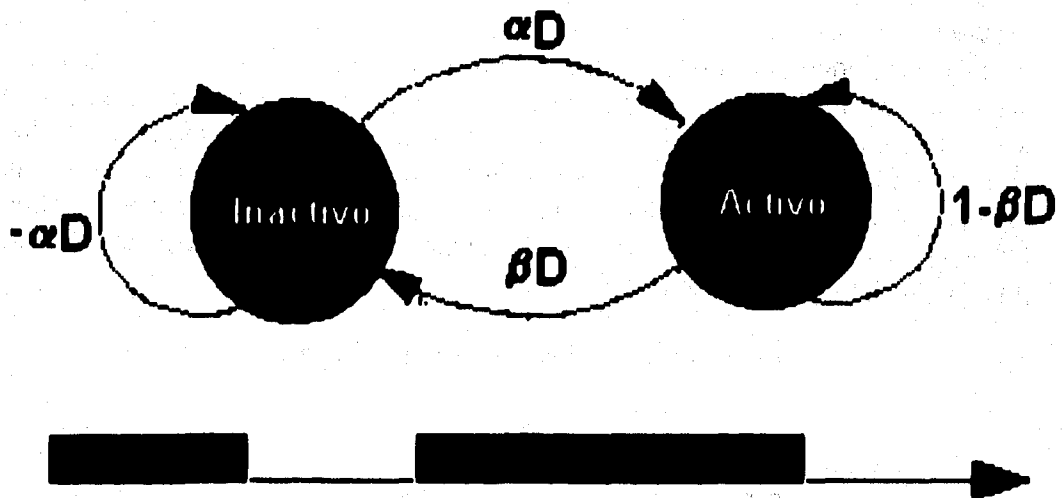 αD
Inactivo
Activo
-αD
1-βD
βD